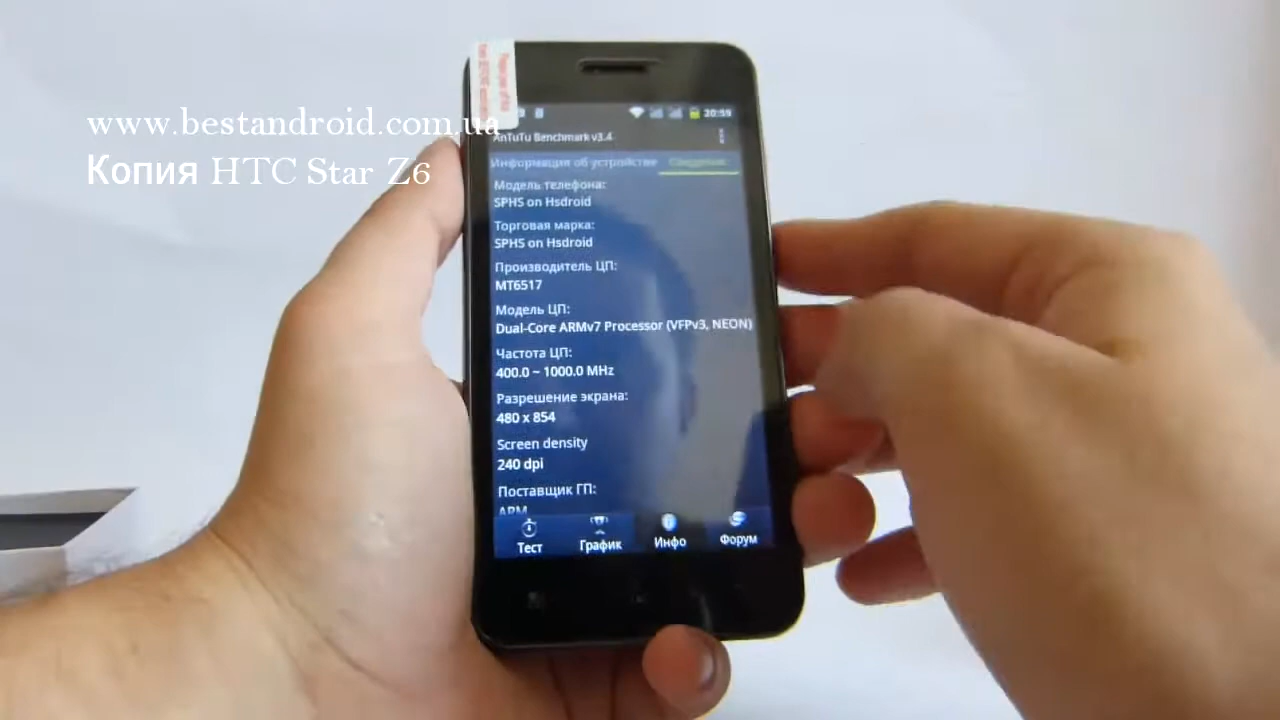 www.bestandroid.com.ua
Копия HTC Star Z6
20:59
AnTuTu Benchmark v3.4
Информация об устройстве
Модель телефона:
SPHS on Hsdroid
Торговая марка:
SPHS on Hsdroid
Производитель ЦП:
MT6517
Модель ЦП:
Dual-Core ARMv7 Processor (VFPv3, NEON)
Частота ЦП:
400.0 ~ 1000.0 MHz
Разрешение экрана:
480 x 854
Screen density
240 dpi
Поставщик ГП:
ARM
Тест График Инфо Форум